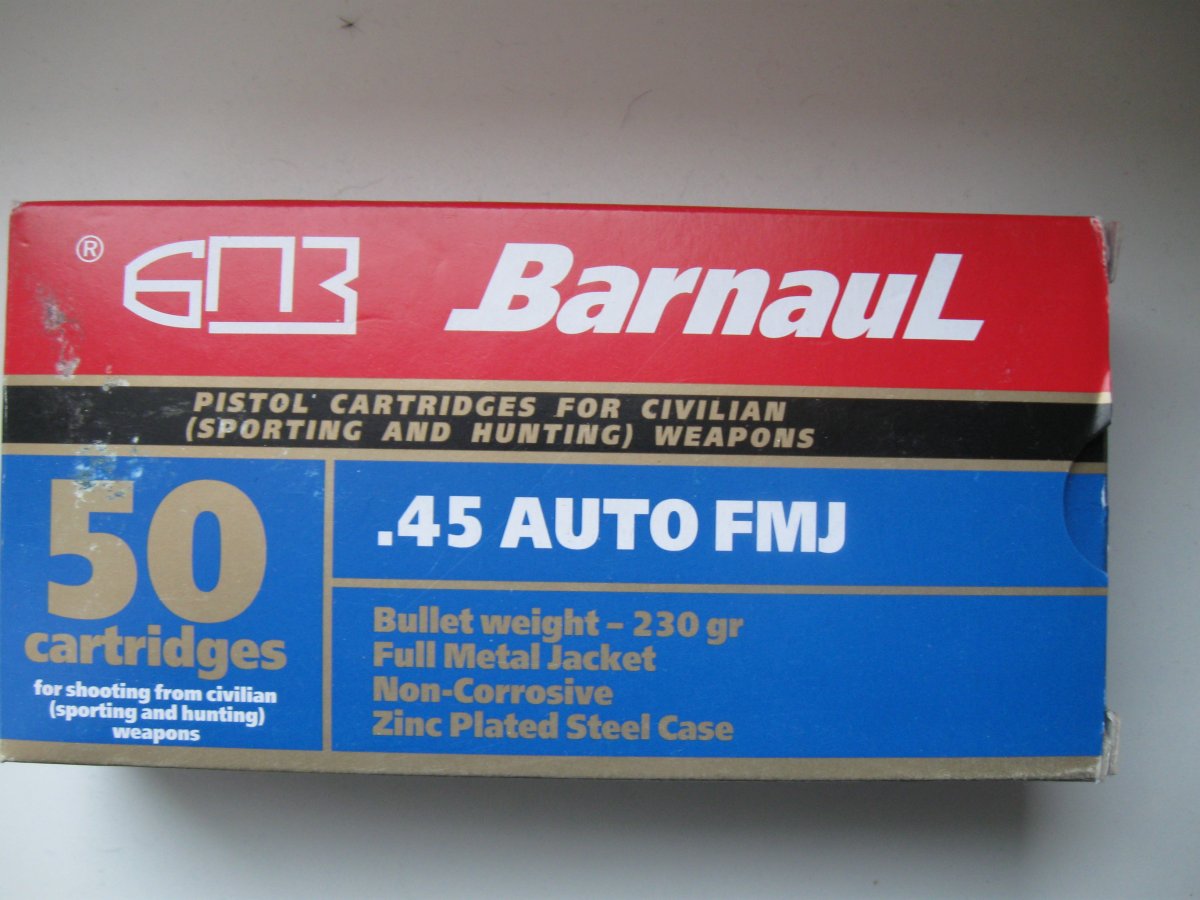 ® БПЗ BarnauL
PISTOL CARTRIDGES FOR CIVILIAN
(SPORTING AND HUNTING) WEAPONS
50
cartridges
for shooting from civilian
(sporting and hunting)
weapons
.45 AUTO FMJ
Bullet weight – 230 gr
Full Metal Jacket
Non-Corrosive
Zinc Plated Steel Case